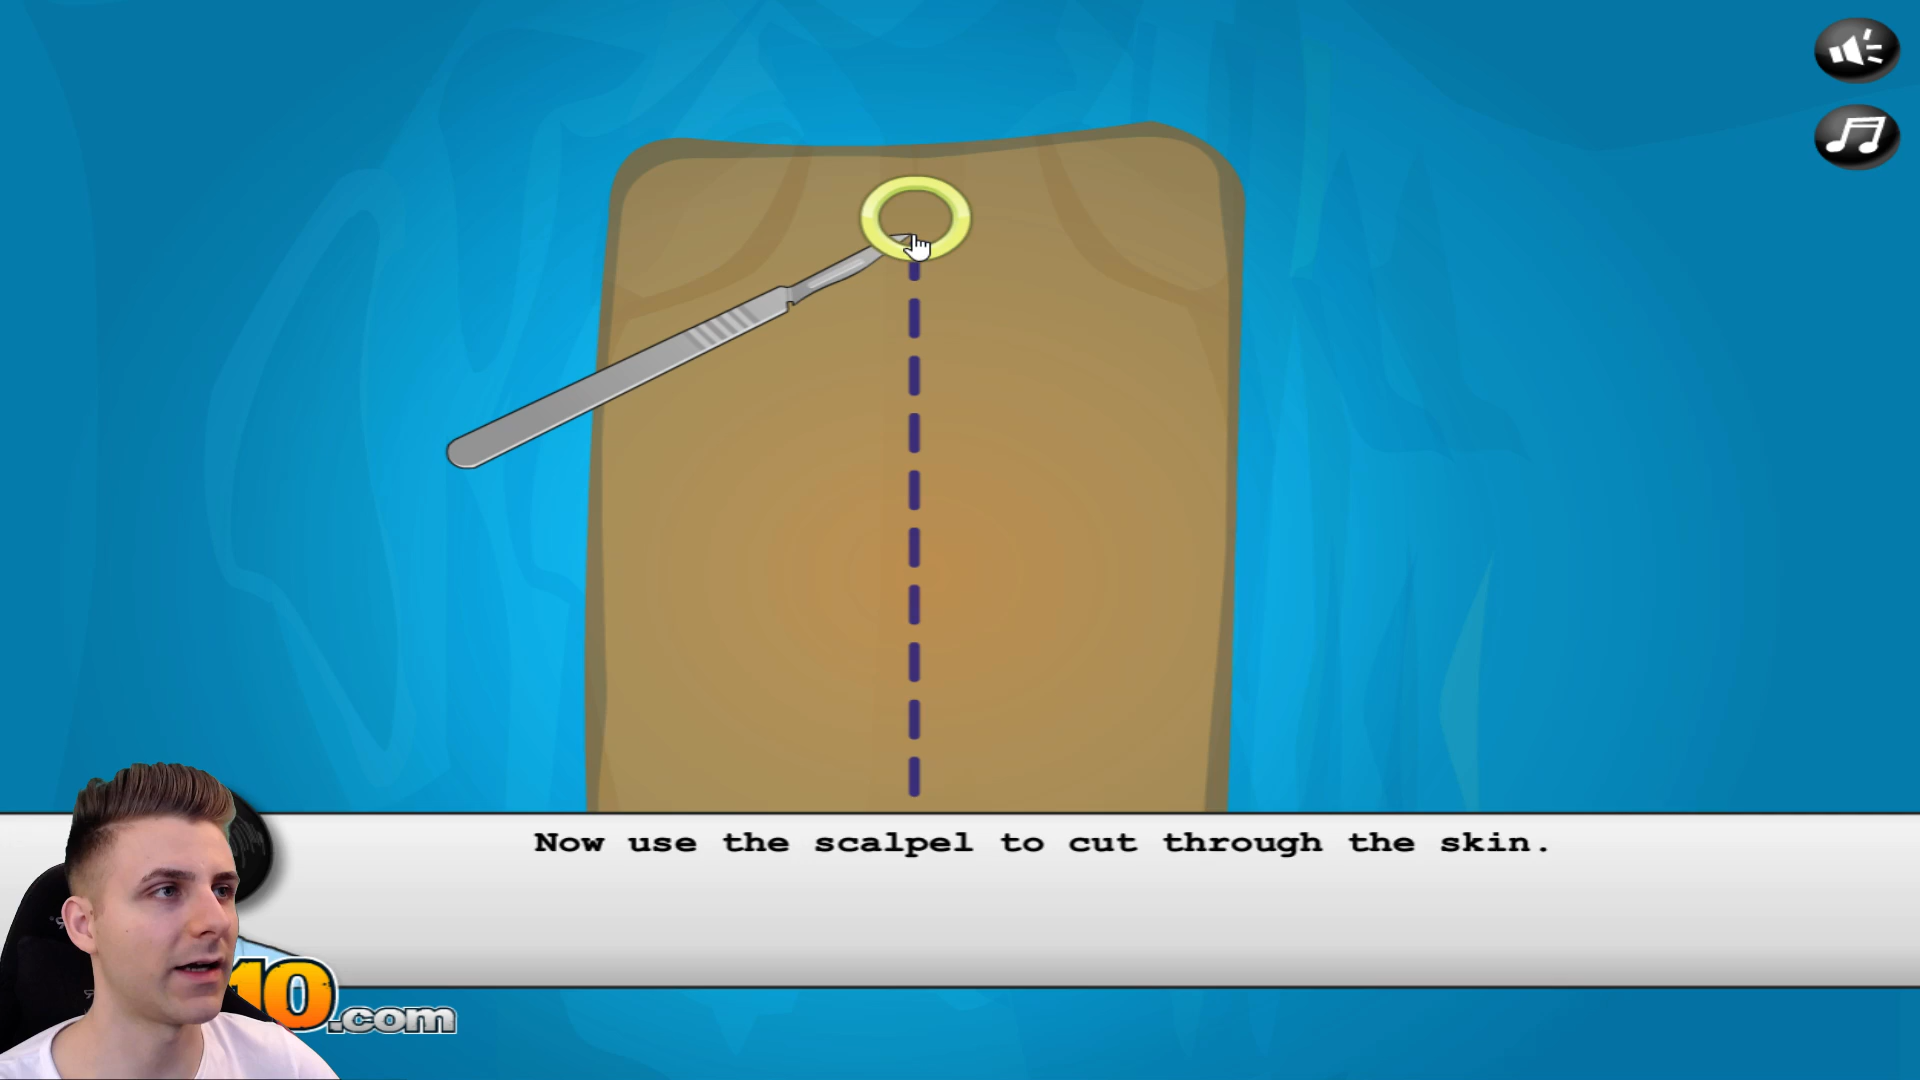 Now use the scalpel to cut through the skin.
10.com